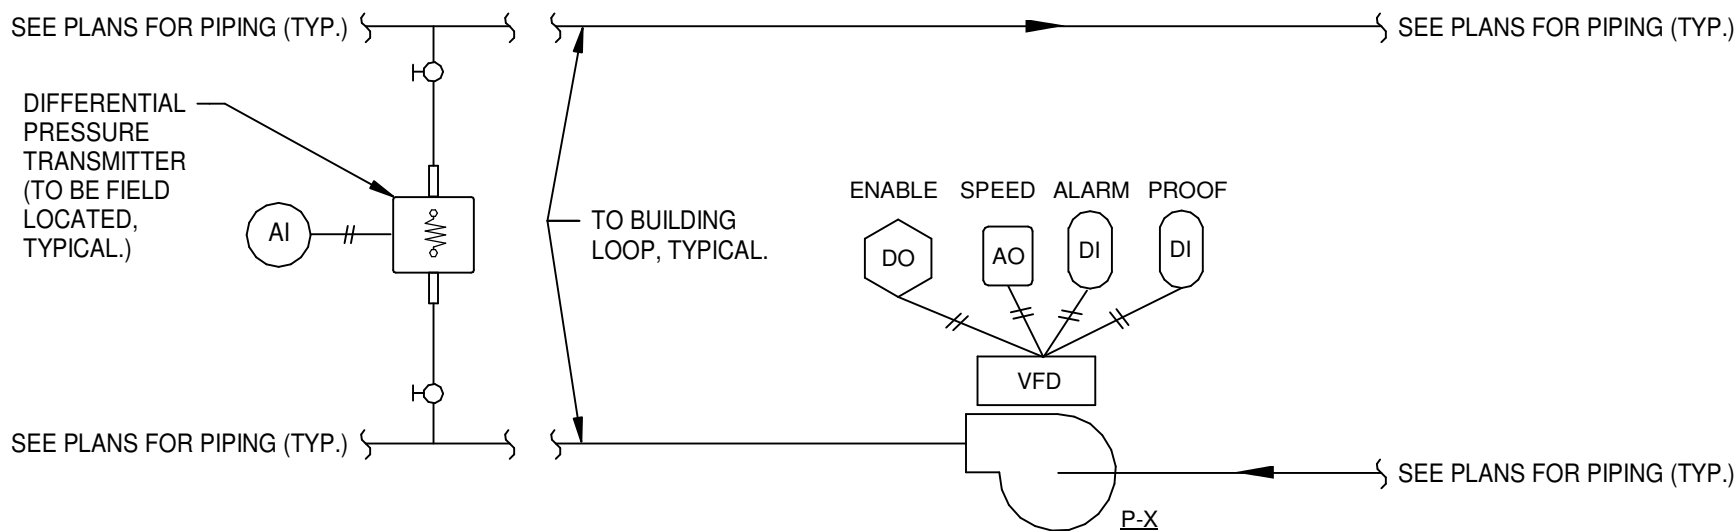 SEE PLANS FOR PIPING (TYP.)
SEE PLANS FOR PIPING (TYP.)
DIFFERENTIAL
PRESSURE
TRANSMITTER
(TO BE FIELD
LOCATED,
TYPICAL.)
AI
TO BUILDING
LOOP, TYPICAL.
ENABLE SPEED ALARM PROOF
DO AO DI DI
VFD
SEE PLANS FOR PIPING (TYP.)
SEE PLANS FOR PIPING (TYP.)
P-X